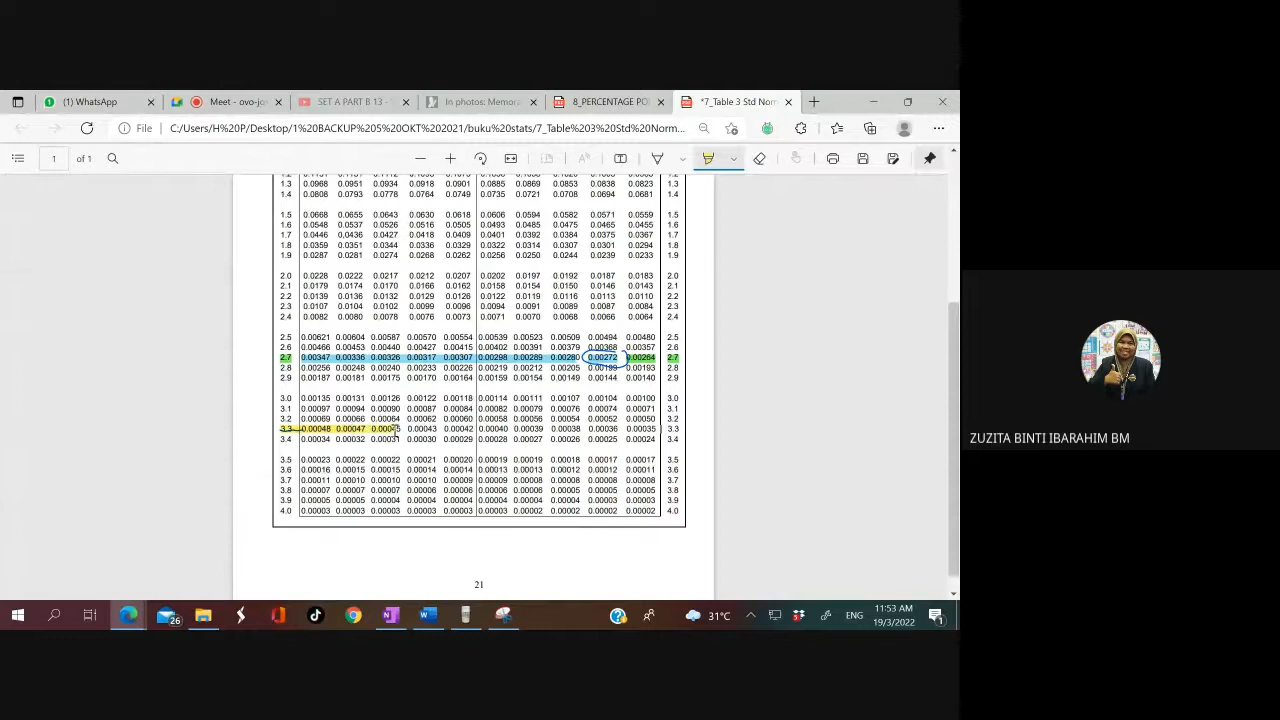 (1) WhatsApp
Meet - ovo-jo
SET A PART B 13 -
In photos: Memor
8_PERCENTAGE PO
*7_Table 3 Std Norm
File
C:/Users/H%20P/Desktop/1%20BACKUP%205%20OKT%202021/buku%20stats/7_Table%203%20Std%20Norm...
1 of 1
1.3 0.0968 0.0951 0.0934 0.0918 0.0901 0.0885 0.0869 0.0853 0.0838 0.0823 1.3
1.4 0.0808 0.0793 0.0778 0.0764 0.0749 0.0735 0.0721 0.0708 0.0694 0.0681 1.4
1.5 0.0668 0.0655 0.0643 0.0630 0.0618 0.0606 0.0594 0.0582 0.0571 0.0559 1.5
1.6 0.0548 0.0537 0.0526 0.0516 0.0505 0.0493 0.0485 0.0475 0.0465 0.0455 1.6
1.7 0.0446 0.0436 0.0427 0.0418 0.0409 0.0401 0.0392 0.0384 0.0375 0.0367 1.7
1.8 0.0359 0.0351 0.0344 0.0336 0.0329 0.0322 0.0314 0.0307 0.0301 0.0294 1.8
1.9 0.0287 0.0281 0.0274 0.0268 0.0262 0.0256 0.0250 0.0244 0.0239 0.0233 1.9
2.0 0.0228 0.0222 0.0217 0.0212 0.0207 0.0202 0.0197 0.0192 0.0187 0.0183 2.0
2.1 0.0179 0.0174 0.0170 0.0166 0.0162 0.0158 0.0154 0.0150 0.0146 0.0143 2.1
2.2 0.0139 0.0136 0.0132 0.0129 0.0126 0.0122 0.0119 0.0116 0.0113 0.0110 2.2
2.3 0.0107 0.0104 0.0102 0.0099 0.0096 0.0094 0.0091 0.0089 0.0087 0.0084 2.3
2.4 0.0082 0.0080 0.0078 0.0076 0.0073 0.0071 0.0070 0.0068 0.0066 0.0064 2.4
2.5 0.00621 0.00604 0.00587 0.00570 0.00554 0.00539 0.00523 0.00509 0.00494 0.00480 2.5
2.6 0.00466 0.00453 0.00440 0.00427 0.00415 0.00402 0.00391 0.00379 0.00368 0.00357 2.6
2.7 0.00347 0.00336 0.00326 0.00317 0.00307 0.00298 0.00289 0.00280 0.00272 0.00264 2.7
2.8 0.00256 0.00248 0.00240 0.00233 0.00226 0.00219 0.00212 0.00205 0.00199 0.00193 2.8
2.9 0.00187 0.00181 0.00175 0.00170 0.00164 0.00159 0.00154 0.00149 0.00144 0.00140 2.9
3.0 0.00135 0.00131 0.00126 0.00122 0.00118 0.00114 0.00111 0.00107 0.00104 0.00100 3.0
3.1 0.00097 0.00094 0.00090 0.00087 0.00084 0.00082 0.00079 0.00076 0.00074 0.00071 3.1
3.2 0.00069 0.00066 0.00064 0.00062 0.00060 0.00058 0.00056 0.00054 0.00052 0.00050 3.2
3.3 0.00048 0.00047 0.00043 0.00042 0.00040 0.00039 0.00038 0.00036 0.00035 3.3
3.4 0.00034 0.00032 0.00031 0.00030 0.00029 0.00028 0.00027 0.00026 0.00025 0.00024 3.4
3.5 0.00023 0.00022 0.00022 0.00021 0.00020 0.00019 0.00019 0.00018 0.00017 0.00017 3.5
3.6 0.00016 0.00015 0.00015 0.00014 0.00014 0.00013 0.00013 0.00012 0.00012 0.00011 3.6
3.7 0.00011 0.00010 0.00010 0.00010 0.00009 0.00009 0.00008 0.00008 0.00008 0.00008 3.7
3.8 0.00007 0.00007 0.00007 0.00006 0.00006 0.00006 0.00006 0.00005 0.00005 0.00005 3.8
3.9 0.00005 0.00005 0.00004 0.00004 0.00004 0.00004 0.00004 0.00004 0.00003 0.00003 3.9
4.0 0.00003 0.00003 0.00003 0.00003 0.00003 0.00003 0.00002 0.00002 0.00002 0.00002 4.0
21
ZUZITA BINTI IBARAHIM BM
26
31°C
ENG
11:53 AM
19/3/2022
1